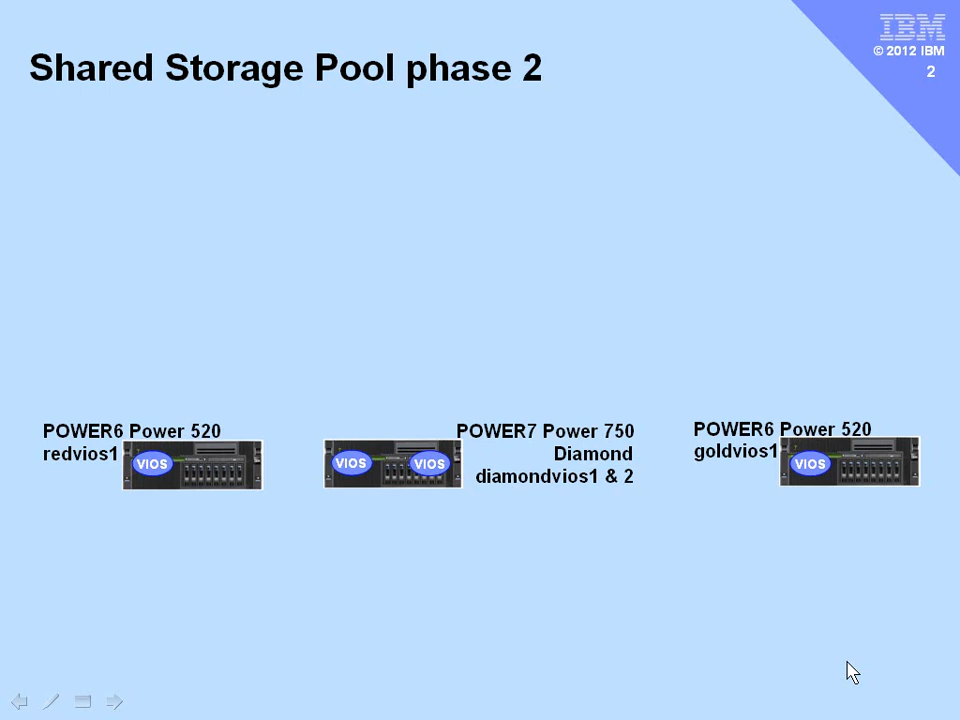 IBM
© 2012 IBM
2
Shared Storage Pool phase 2
POWER6 Power 520
redvios1
VIOS
VIOS
VIOS
POWER7 Power 750
Diamond
diamondvios1 & 2
POWER6 Power 520
goldvios1
VIOS